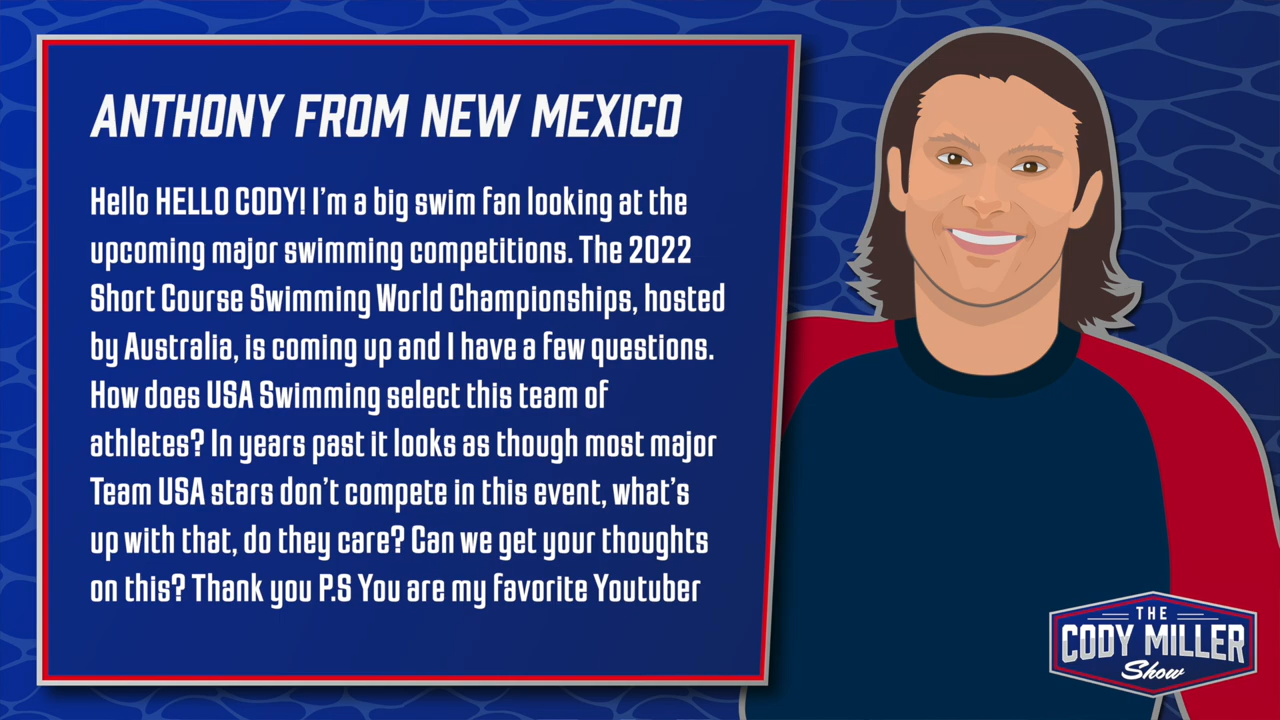 ANTHONY FROM NEW MEXICO
Hello HELLO CODY! I'm a big swim fan looking at the
upcoming major swimming competitions. The 2022
Short Course Swimming World Championships, hosted
by Australia, is coming up and I have a few questions.
How does USA Swimming select this team of
athletes? In years past it looks as though most major
Team USA stars don't compete in this event, what's
up with that, do they care? Can we get your thoughts
on this? Thank you P.S You are my favorite Youtuber
THE
CODY MILLER
Show